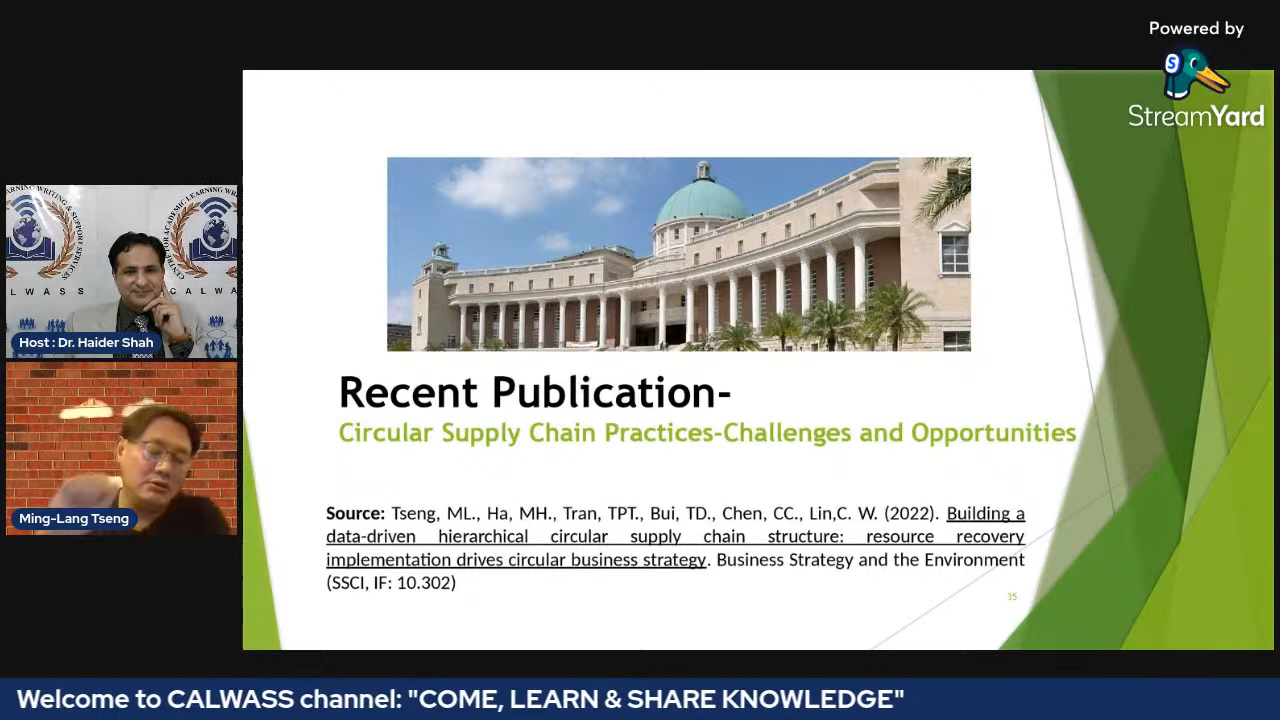 Powered by
StreamYard
CALWASS
Host : Dr. Haider Shah
Ming-Lang Tseng
Recent Publication-
Circular Supply Chain Practices-Challenges and Opportunities
Source: Tseng, ML., Ha, MH., Tran, TPT., Bui, TD., Chen, CC., Lin,C. W. (2022). Building a
data-driven hierarchical circular supply chain structure: resource recovery
implementation drives circular business strategy. Business Strategy and the Environment
(SSCI, IF: 10.302)
35
Welcome to CALWASS channel: "COME, LEARN & SHARE KNOWLEDGE"